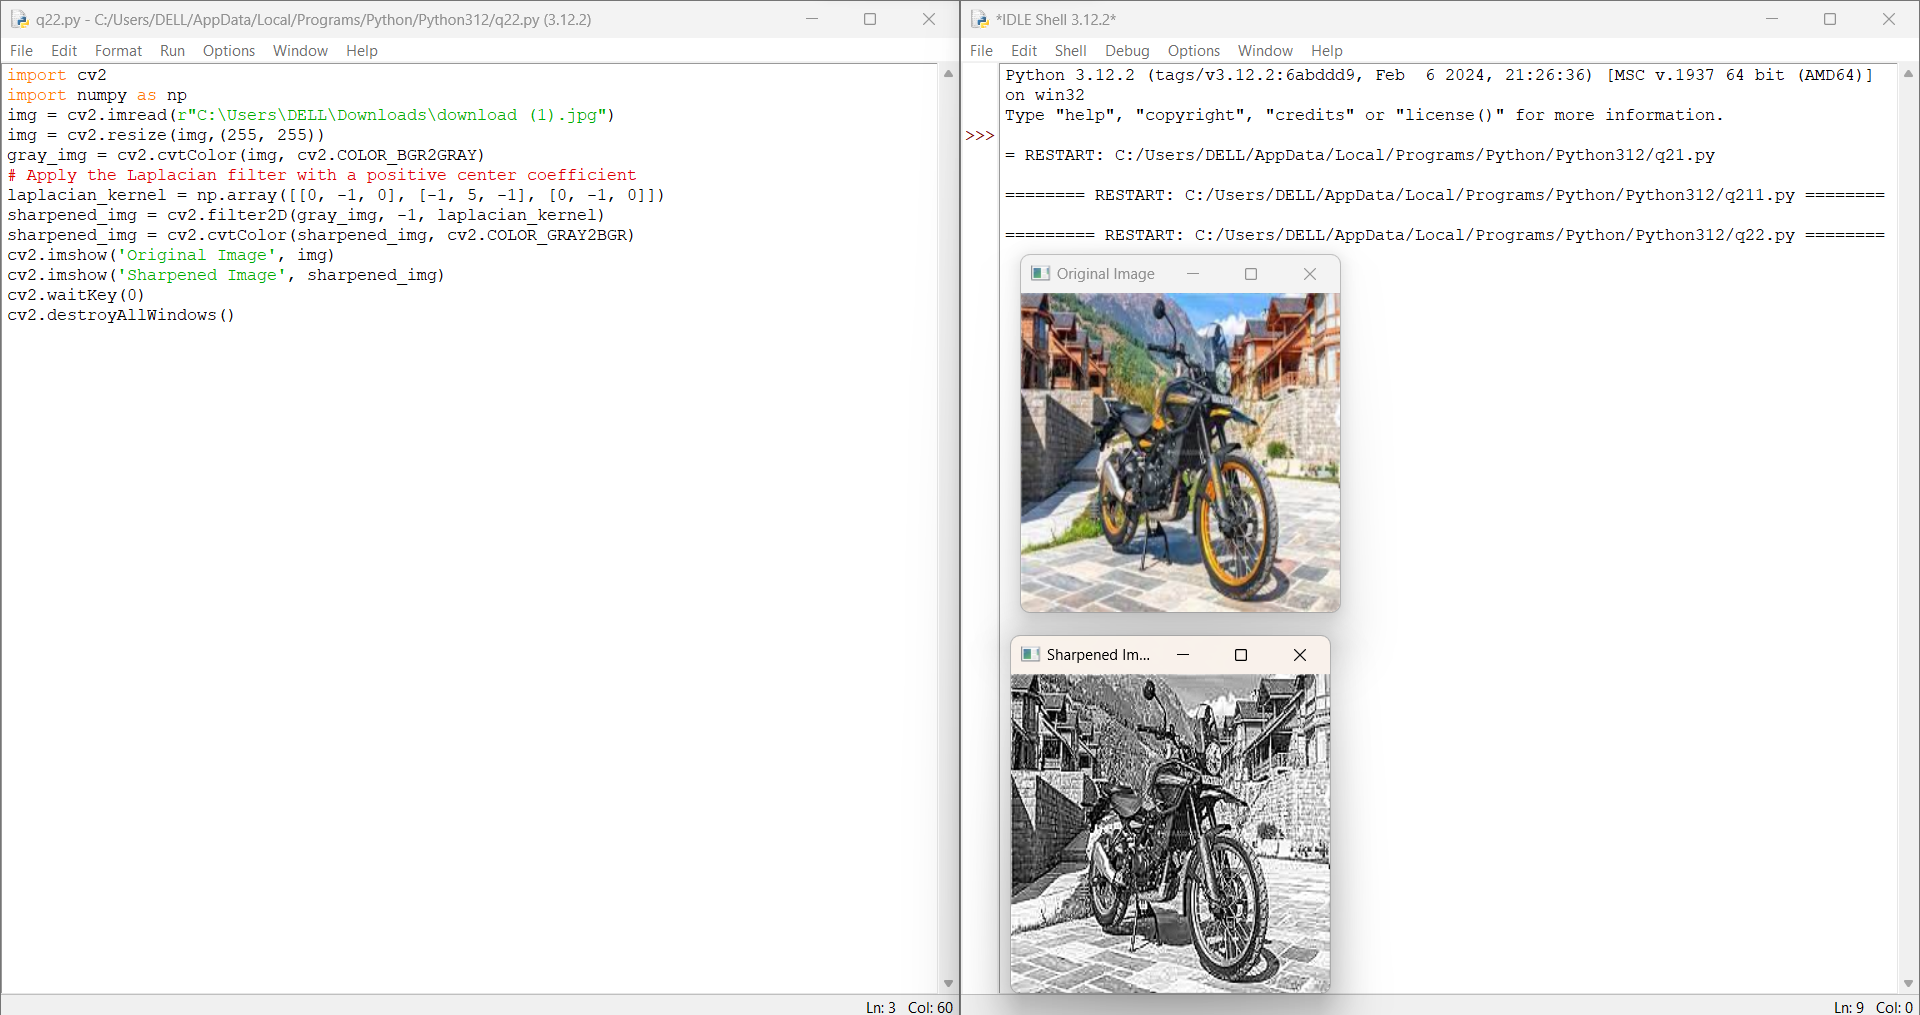 q22.py - C:/Users/DELL/AppData/Local/Programs/Python/Python312/q22.py (3.12.2)
File Edit Format Run Options Window Help
import cv2
import numpy as np
img = cv2.imread(r"C:\Users\DELL\Downloads\download (1).jpg")
img = cv2.resize(img,(255, 255))
gray_img = cv2.cvtColor(img, cv2.COLOR_BGR2GRAY)
# Apply the Laplacian filter with a positive center coefficient
laplacian_kernel = np.array([[0, -1, 0], [-1, 5, -1], [0, -1, 0]])
sharpened_img = cv2.filter2D(gray_img, -1, laplacian_kernel)
sharpened_img = cv2.cvtColor(sharpened_img, cv2.COLOR_GRAY2BGR)
cv2.imshow('Original Image', img)
cv2.imshow('Sharpened Image', sharpened_img)
cv2.waitKey(0)
cv2.destroyAllWindows()
Ln: 3 Col: 60
*IDLE Shell 3.12.2*
File Edit Shell Debug Options Window Help
Python 3.12.2 (tags/v3.12.2:6abddd9, Feb  6 2024, 21:26:36) [MSC v.1937 64 bit (AMD64)]
on win32
Type "help", "copyright", "credits" or "license()" for more information.
>>>
= RESTART: C:/Users/DELL/AppData/Local/Programs/Python/Python312/q21.py
======== RESTART: C:/Users/DELL/AppData/Local/Programs/Python/Python312/q211.py ========
========= RESTART: C:/Users/DELL/AppData/Local/Programs/Python/Python312/q22.py ========
Original Image
Sharpened Im...
Ln: 9 Col: 0